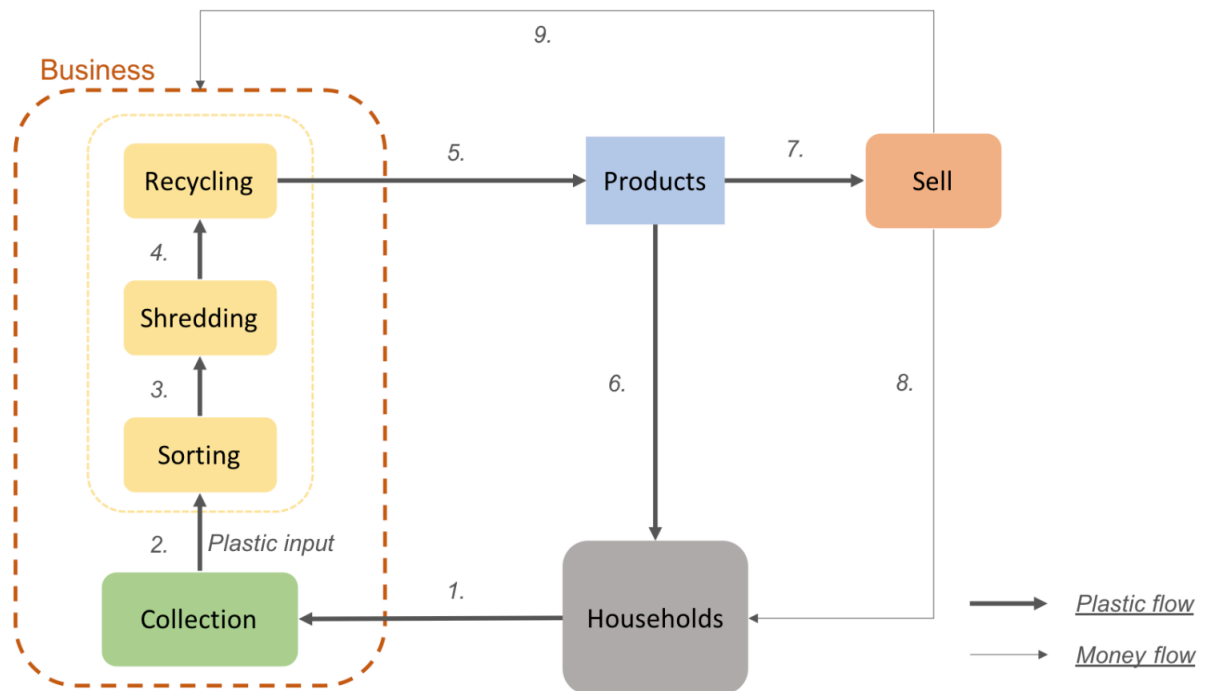 9.
Business
Recycling
5.
Products
7.
Sell
4.
Shredding
3.
6.
8.
Sorting
2.
Plastic input
Collection
1.
Households
Plastic flow
Money flow